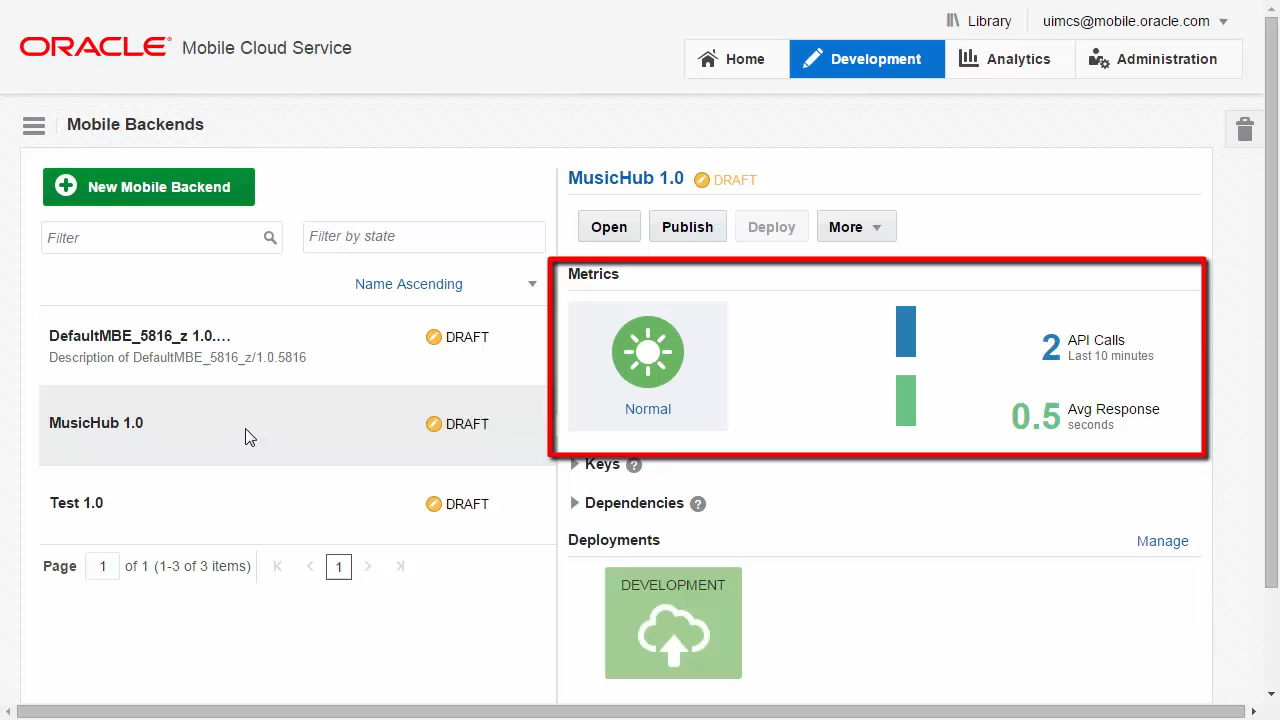 Library
uimcs@mobile.oracle.com
ORACLE® Mobile Cloud Service
Home
Development
Analytics
Administration
Mobile Backends
New Mobile Backend
Filter
Filter by state
Name Ascending
DefaultMBE_5816_z 1.0....
DRAFT
Description of DefaultMBE_5816_z/1.0.5816
MusicHub 1.0
DRAFT
Test 1.0
DRAFT
Page 1 of 1 (1-3 of 3 items) 1
MusicHub 1.0 DRAFT
Open
Publish
Deploy
More
Metrics
Normal
2 API Calls
Last 10 minutes
0.5 Avg Response
seconds
Keys ?
Dependencies ?
Deployments
Manage
DEVELOPMENT